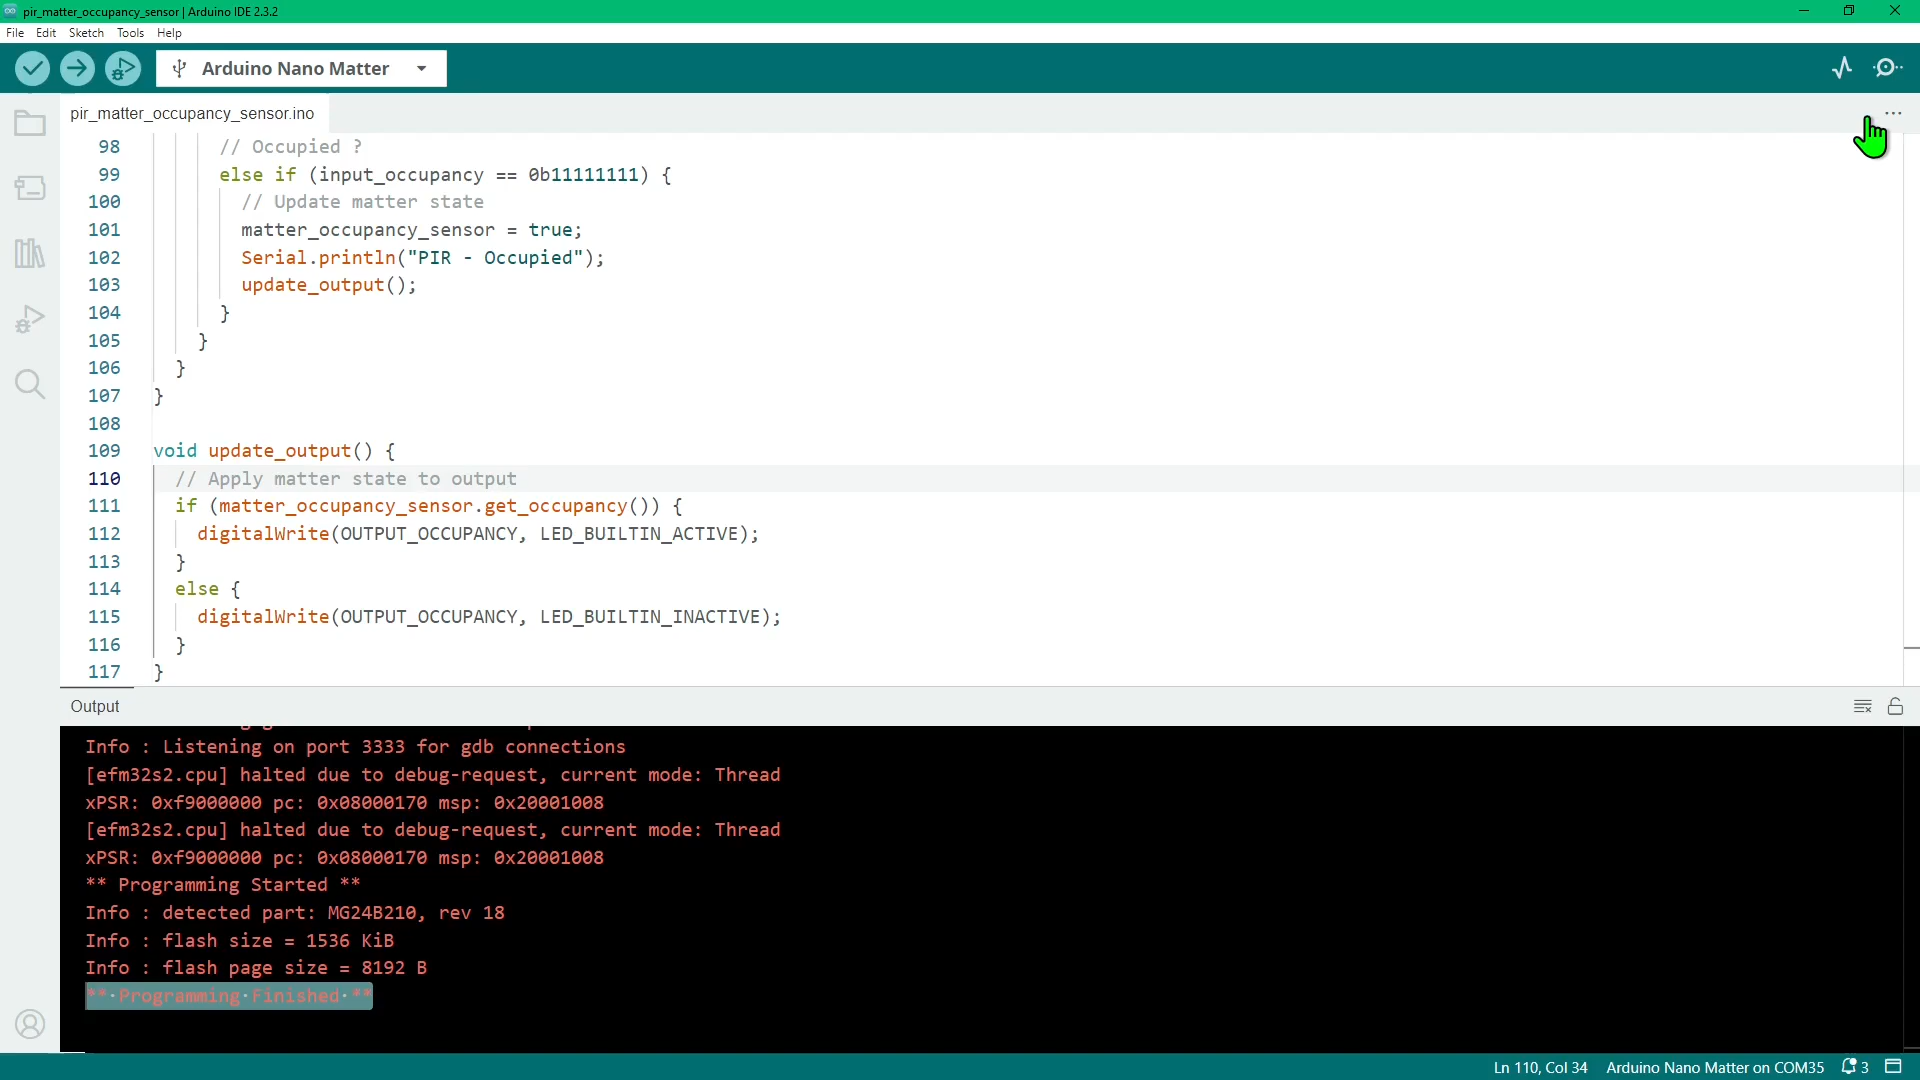 pir_matter_occupancy_sensor | Arduino IDE 2.3.2
File Edit Sketch Tools Help
Arduino Nano Matter
pir_matter_occupancy_sensor.ino
98 // Occupied ?
99 else if (input_occupancy == 0b11111111) {
100 // Update matter state
101 matter_occupancy_sensor = true;
102 Serial.println("PIR - Occupied");
103 update_output();
104 }
105 }
106 }
107 }
108
109 void update_output() {
110 // Apply matter state to output
111 if (matter_occupancy_sensor.get_occupancy()) {
112 digitalWrite(OUTPUT_OCCUPANCY, LED_BUILTIN_ACTIVE);
113 }
114 else {
115 digitalWrite(OUTPUT_OCCUPANCY, LED_BUILTIN_INACTIVE);
116 }
117 }
Output
Info : Listening on port 3333 for gdb connections
[efm32s2.cpu] halted due to debug-request, current mode: Thread
xPSR: 0xf9000000 pc: 0x08000170 msp: 0x20001008
[efm32s2.cpu] halted due to debug-request, current mode: Thread
xPSR: 0xf9000000 pc: 0x08000170 msp: 0x20001008
** Programming Started **
Info : detected part: MG24B210, rev 18
Info : flash size = 1536 KiB
Info : flash page size = 8192 B
** Programming Finished **
Ln 110, Col 34 Arduino Nano Matter on COM35 3